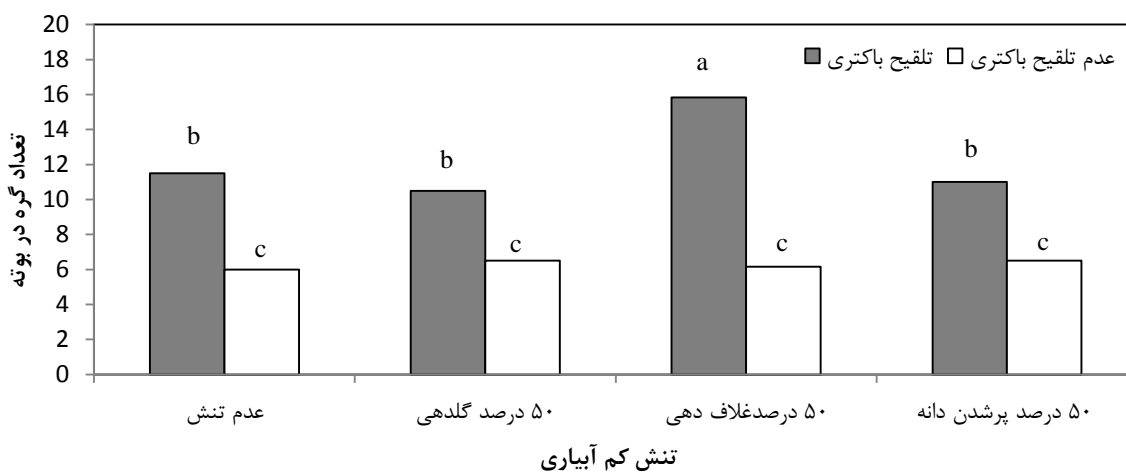 تعداد گره در بوته
20
18
16
14
12
10
8
6
4
2
0
تلقیح باکتری
عدم تلقیح باکتری
b
c
b
c
a
c
b
c
عدم تنش
۵۰ درصد گلدهی
۵۰ درصدغلاف دهی
۵۰ درصد پرشدن دانه
تنش کم آبیاری